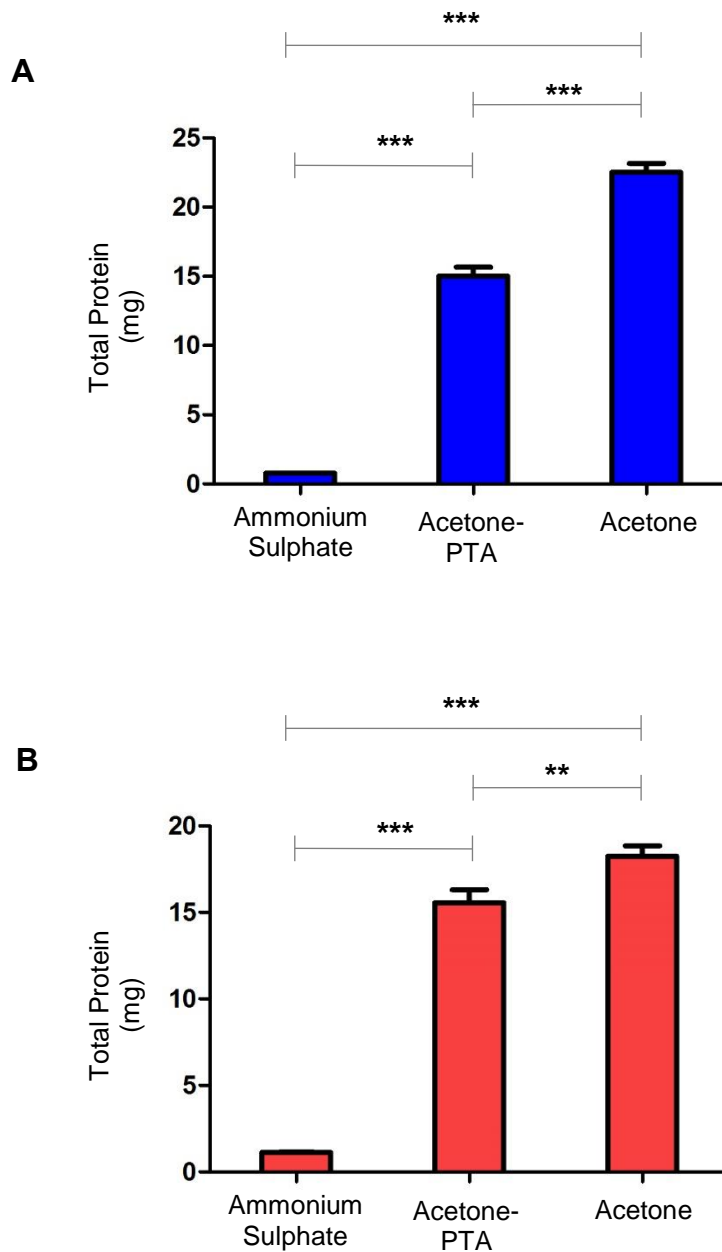 A
***
***
***
Total Protein
(mg)
25
20
15
10
5
0
Ammonium
Sulphate
Acetone-
PTA
Acetone
B
***
**
***
Total Protein
(mg)
20
15
10
5
0
Ammonium
Sulphate
Acetone-
PTA
Acetone